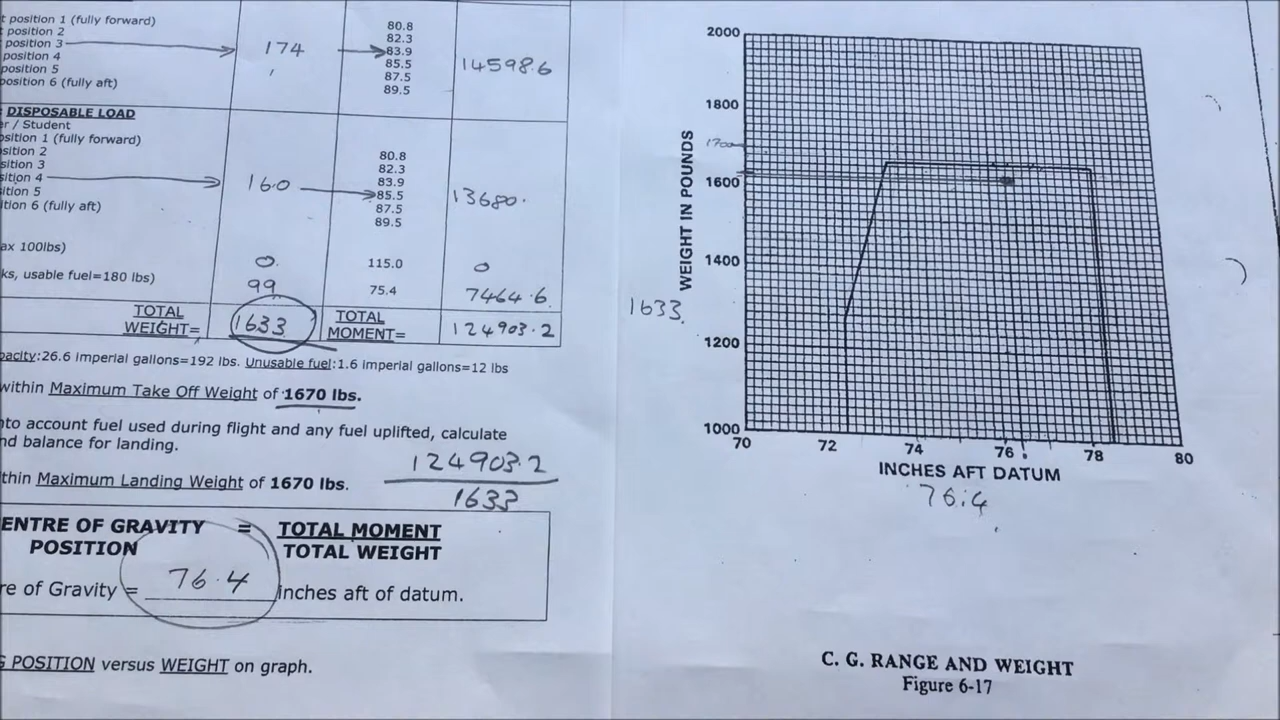 t position 1 (fully forward)
t position 2
position 3 174
position 4
position 5
position 6 (fully aft)
80.8
82.3
83.9
85.5
87.5
89.5
14598.6
DISPOSABLE LOAD
er / Student
osition 1 (fully forward)
sition 2
sition 3
sition 4 160
sition 5
ition 6 (fully aft)
80.8
82.3
83.9
85.5
87.5
89.5
13680.
ax 100lbs) 0. 115.0 0
ks, usable fuel=180 lbs) 99 75.4 7464.6
TOTAL WEIGHT= 1633 TOTAL MOMENT= 124903.2
pacity:26.6 imperial gallons=192 lbs. Unusable fuel:1.6 imperial gallons=12 lbs
within Maximum Take Off Weight of 1670 lbs.
nto account fuel used during flight and any fuel uplifted, calculate
nd balance for landing.
thin Maximum Landing Weight of 1670 lbs.
124903.2
1633
ENTRE OF GRAVITY = TOTAL MOMENT
POSITION TOTAL WEIGHT
re of Gravity = 76.4 inches aft of datum.
G POSITION versus WEIGHT on graph.
2000
1800
1700
1600
1400
1200
1000
WEIGHT IN POUNDS
1633.
70 72 74 76 78 80
INCHES AFT DATUM
76.4
C. G. RANGE AND WEIGHT
Figure 6-17